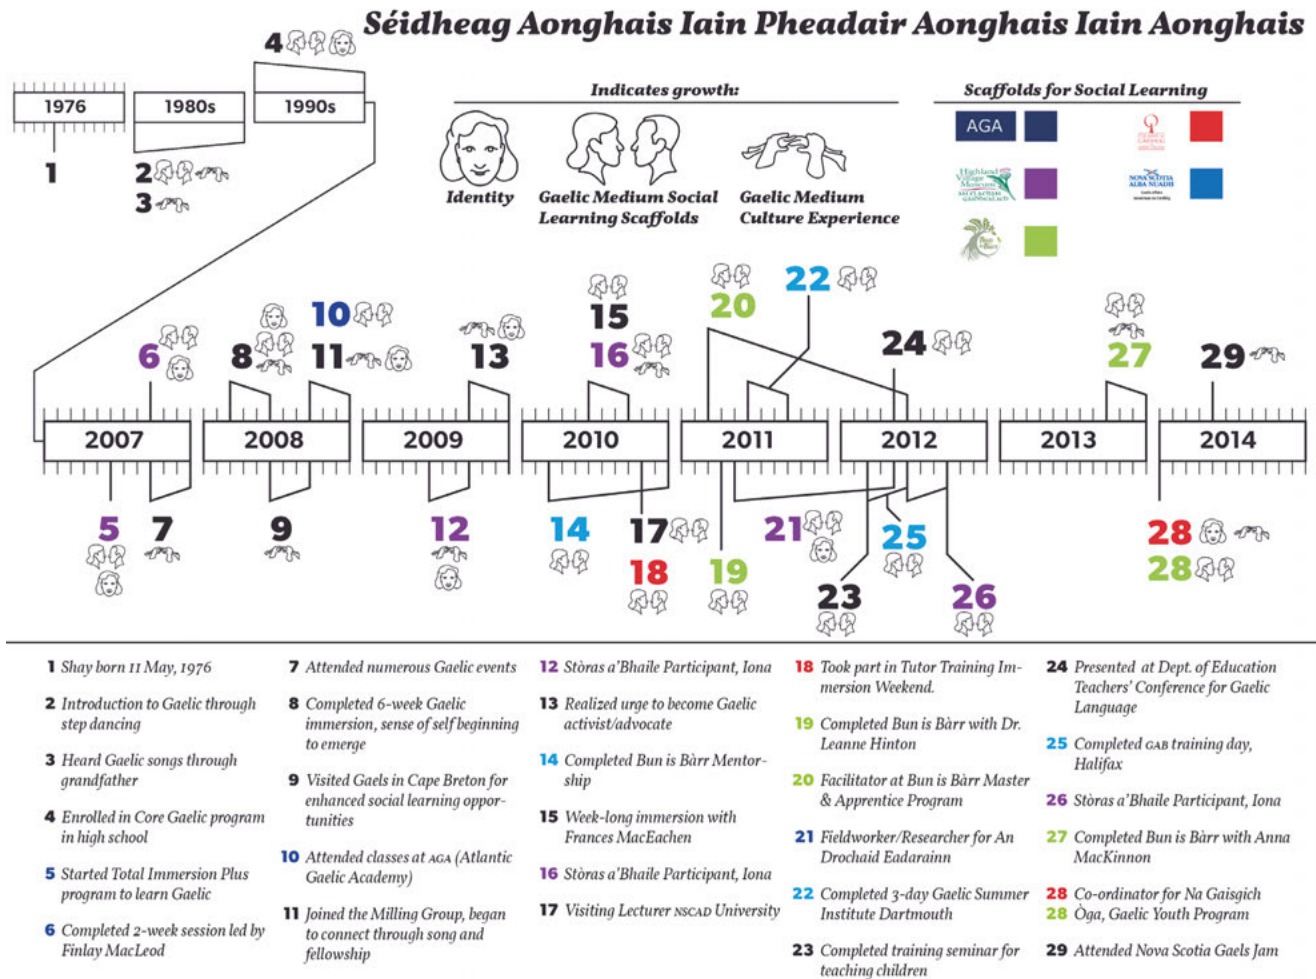 Séidheag Aonghais Iain Pheadair Aonghais Iain Aonghais
4
1976
1980s
1990s
1
2
3
Indicates growth:
Identity
Gaelic Medium Social
Learning Scaffolds
Gaelic Medium
Culture Experience
Scaffolds for Social Learning
AGA
Highland
Village
Museum
NOVA SCOTIA
ALBA NUADH
6
8
10
11
13
15
16
20
22
24
27
29
2007
2008
2009
2010
2011
2012
2013
2014
5
7
9
12
14
17
18
19
21
23
25
26
28
28
1 Shay born 11 May, 1976
2 Introduction to Gaelic through
step dancing
3 Heard Gaelic songs through
grandfather
4 Enrolled in Core Gaelic program
in high school
5 Started Total Immersion Plus
program to learn Gaelic
6 Completed 2-week session led by
Finlay MacLeod
7 Attended numerous Gaelic events
8 Completed 6-week Gaelic
immersion, sense of self beginning
to emerge
9 Visited Gaels in Cape Breton for
enhanced social learning oppor-
tunities
10 Attended classes at AGA (Atlantic
Gaelic Academy)
11 Joined the Milling Group, began
to connect through song and
fellowship
12 Stòras a'Bhaile Participant, Iona
13 Realized urge to become Gaelic
activist/advocate
14 Completed Bun is Bàrr Mentor-
ship
15 Week-long immersion with
Frances MacEachen
16 Stòras a'Bhaile Participant, Iona
17 Visiting Lecturer NSCAD University
18 Took part in Tutor Training Im-
mersion Weekend.
19 Completed Bun is Bàrr with Dr.
Leanne Hinton
20 Facilitator at Bun is Bàrr Master
& Apprentice Program
21 Fieldworker/Researcher for An
Drochaid Eadarainn
22 Completed 3-day Gaelic Summer
Institute Dartmouth
23 Completed training seminar for
teaching children
24 Presented at Dept. of Education
Teachers' Conference for Gaelic
Language
25 Completed GAB training day,
Halifax
26 Stòras a'Bhaile Participant, Iona
27 Completed Bun is Bàrr with Anna
MacKinnon
28 Co-ordinator for Na Gaisgich
28 Òga, Gaelic Youth Program
29 Attended Nova Scotia Gaels Jam